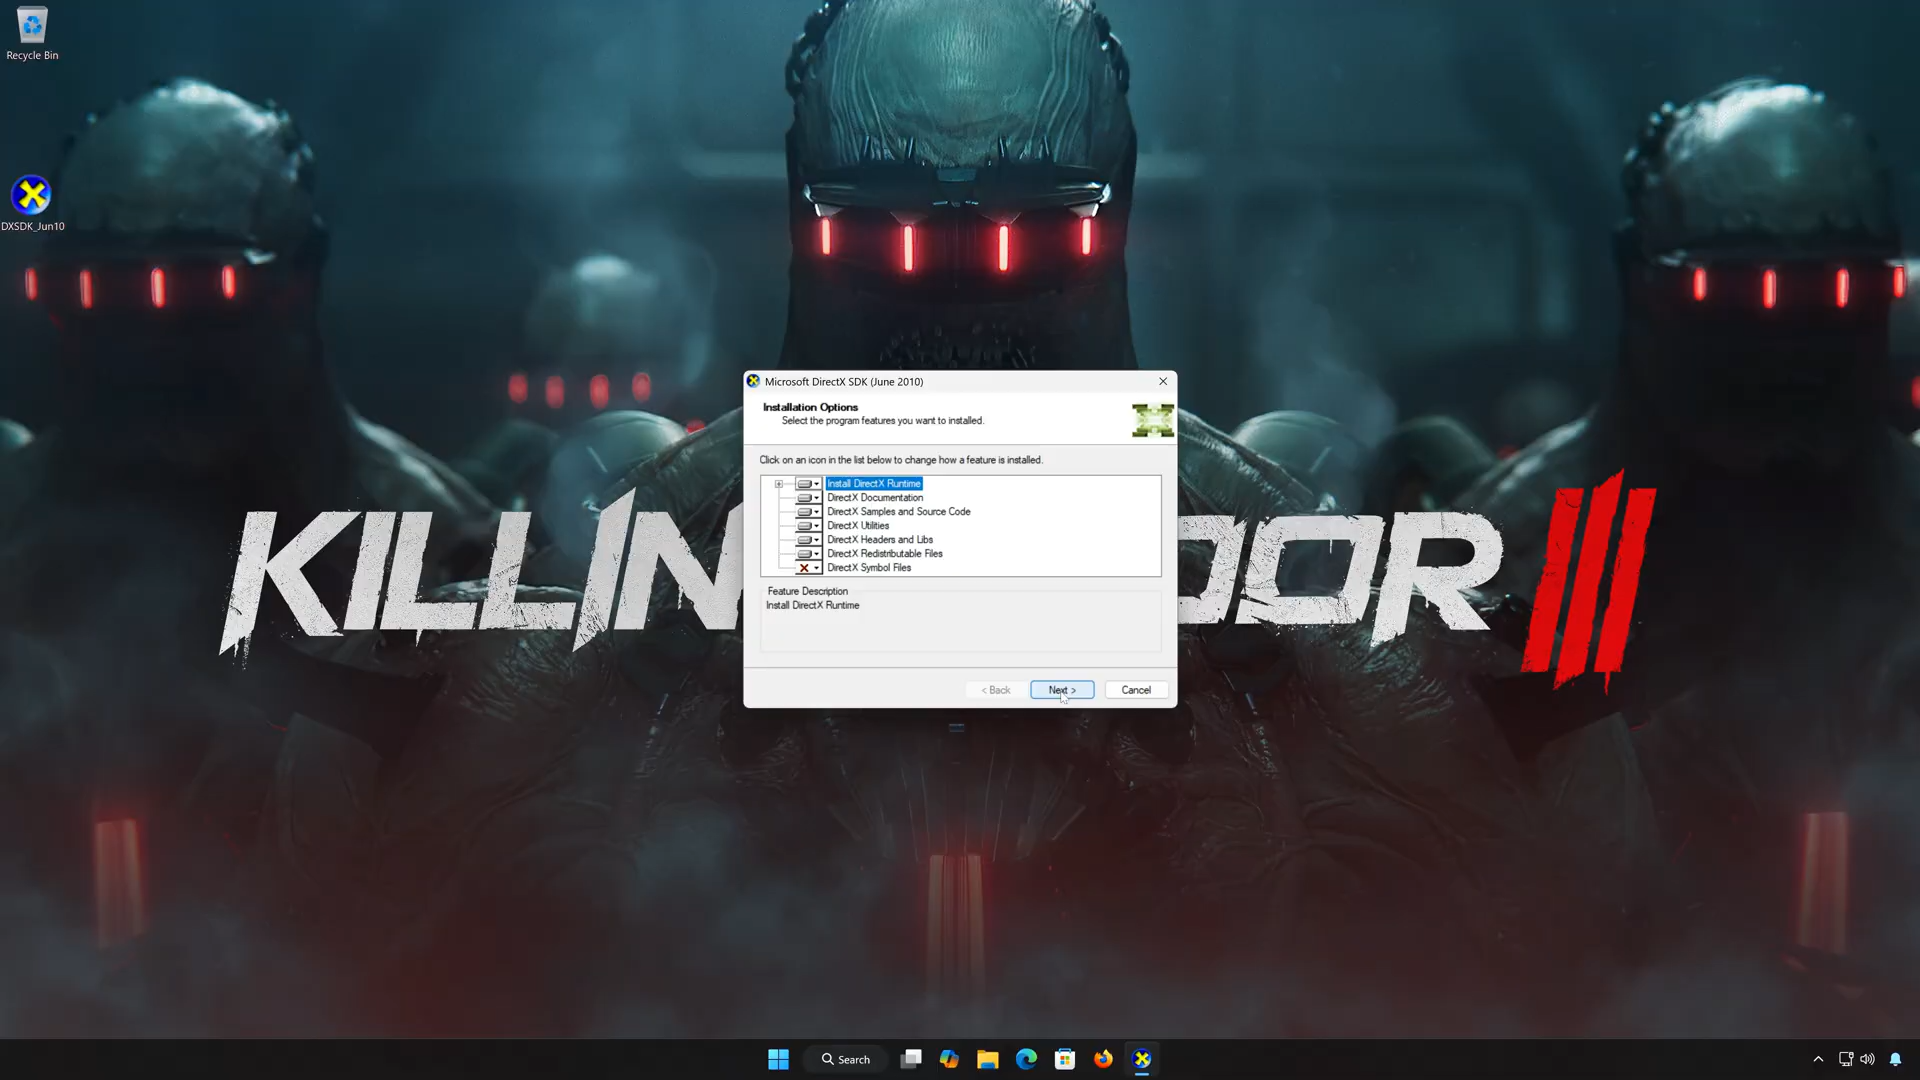 Recycle Bin
DXSDK_Jun10
Microsoft DirectX SDK (June 2010)
Installation Options
Select the program features you want to installed.
Click on an icon in the list below to change how a feature is installed.
Install DirectX Runtime
DirectX Documentation
DirectX Samples and Source Code
DirectX Utilities
DirectX Headers and Libs
DirectX Redistributable Files
DirectX Symbol Files
Feature Description
Install DirectX Runtime
< Back
Next >
Cancel
KILLIN OOR III
Search